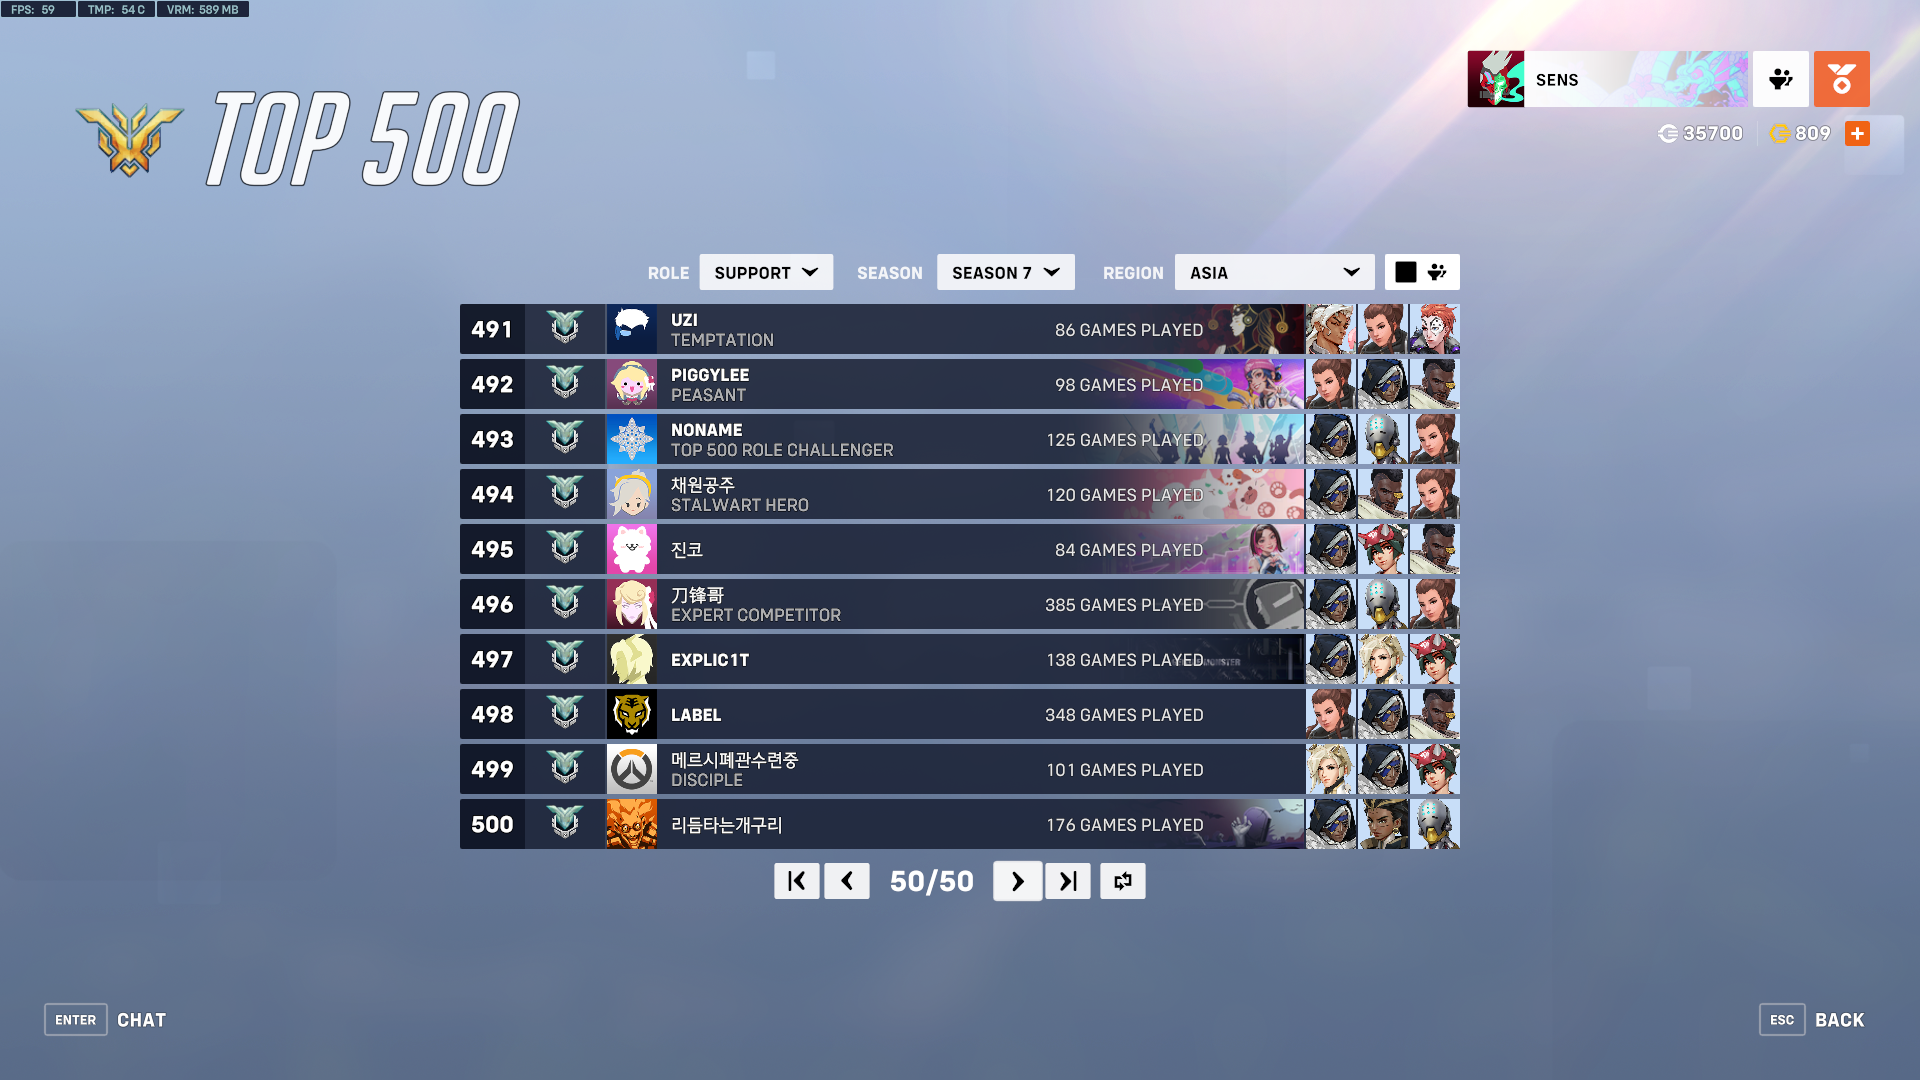 FPS: 59 TMP: 54 C VRM: 589 MB
TOP 500
SENS
35700 809
ROLE SUPPORT SEASON SEASON 7 REGION ASIA
491 UZI 86 GAMES PLAYED
TEMPTATION
492 PIGGYLEE 98 GAMES PLAYED
PEASANT
493 NONAME 125 GAMES PLAYED
TOP 500 ROLE CHALLENGER
494 채원공주 120 GAMES PLAYED
STALWART HERO
495 진코 84 GAMES PLAYED
496 刀锋哥 385 GAMES PLAYED
EXPERT COMPETITOR
497 EXPLIC1T 138 GAMES PLAYED
498 LABEL 348 GAMES PLAYED
499 메르시폐관수련중 101 GAMES PLAYED
DISCIPLE
500 리듬타는개구리 176 GAMES PLAYED
50/50
ENTER CHAT
ESC BACK